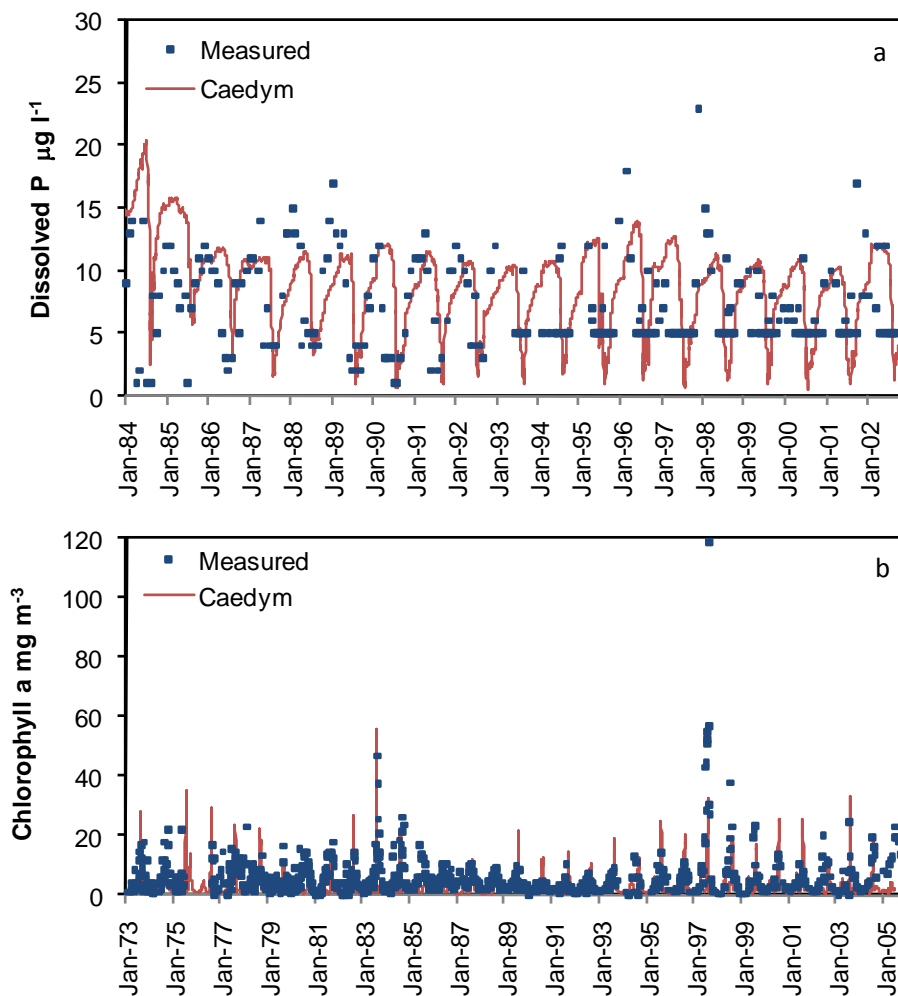 30
25
20
15
10
5
0
Dissolved P µg l-1
Measured
Caedym
a
Jan-84
Jan-85
Jan-86
Jan-87
Jan-88
Jan-89
Jan-90
Jan-91
Jan-92
Jan-93
Jan-94
Jan-95
Jan-96
Jan-97
Jan-98
Jan-99
Jan-00
Jan-01
Jan-02
120
100
80
60
40
20
0
Chlorophyll a mg m-3
Measured
Caedym
b
Jan-73
Jan-75
Jan-77
Jan-79
Jan-81
Jan-83
Jan-85
Jan-87
Jan-89
Jan-91
Jan-93
Jan-95
Jan-97
Jan-99
Jan-01
Jan-03
Jan-05